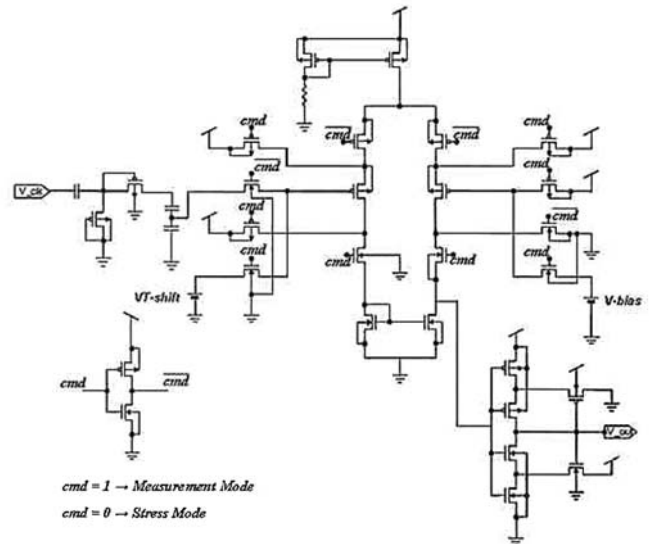 cmd
cmd
cmd
cmd
cmd
cmd
V_clk
cmd
cmd
cmd
cmd
cmd
cmd
VT-shift
V-bias
cmd
cmd
V_out
cmd = 1 → Measurement Mode
cmd = 0 → Stress Mode